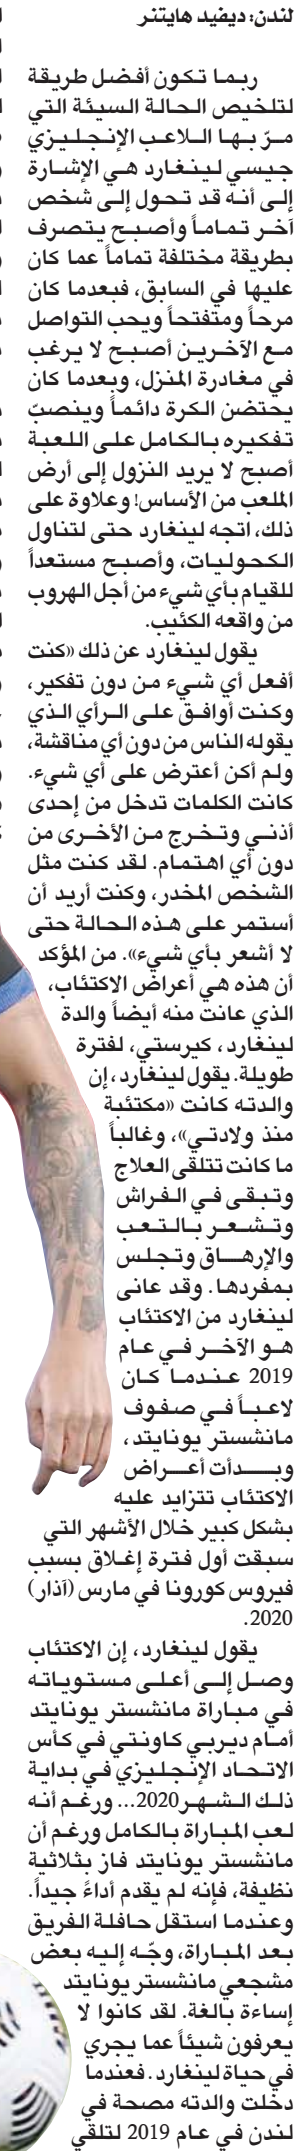 لندن: ديفيد هايتنر
ربما تكون أفضل طريقة
لتلخيص الحالة السيئة التي
مرّ بها اللاعب الإنجليزي
جيسي لينغارد هي الإشارة
إلى أنه قد تحول إلى شخص
آخر تماماً وأصبح يتصرف
بطريقة مختلفة تماماً عما كان
عليها في السابق، فبعدما كان
مرحاً ومتفتحاً ويحب التواصل
مع الآخرين أصبح لا يرغب
في مغادرة المنزل، وبعدما كان
يحتضن الكرة دائماً وينصبّ
تفكيره بالكامل على اللعبة
أصبح لا يريد النزول إلى أرض
الملعب من الأساس! وعلاوة على
ذلك، اتجه لينغارد حتى لتناول
الكحوليات، وأصبح مستعداً
للقيام بأي شيء من أجل الهروب
من واقعه الكئيب.
يقول لينغارد عن ذلك «كنت
أفعل أي شيء من دون تفكير،
وكنت أوافق على الرأي الذي
يقوله الناس من دون أي مناقشة،
ولم أكن أعترض على أي شيء.
كانت الكلمات تدخل من إحدى
أذني وتخرج من الأخرى من
دون أي اهتمام. لقد كنت مثل
الشخص المخدر، وكنت أريد أن
أستمر على هذه الحالة حتى
لا أشعر بأي شيء». من المؤكد
أن هذه هي أعراض الاكتئاب،
الذي عانت منه أيضاً والدة
لينغارد، كيرستي، لفترة
طويلة. يقول لينغارد، إن
والدته كانت «مكتئبة
منذ ولادتي»، وغالباً
ما كانت تتلقى العلاج
وتبقى في الفراش
وتشعر بالتعب
والإرهاق وتجلس
بمفردها. وقد عانى
لينغارد من الاكتئاب
هو الآخر في عام
2019 عندما كان
لاعباً في صفوف
مانشستر يونايتد،
وبدأت أعراض
الاكتئاب تتزايد عليه
بشكل كبير خلال الأشهر التي
سبقت أول فترة إغلاق بسبب
فيروس كورونا في مارس (آذار)
2020.
يقول لينغارد، إن الاكتئاب
وصل إلى أعلى مستوياته
في مباراة مانشستر يونايتد
أمام ديربي كاونتي في كأس
الاتحاد الإنجليزي في بداية
ذلك الشهر2020... ورغم أنه
لعب المباراة بالكامل ورغم أن
مانشستر يونايتد فاز بثلاثية
نظيفة، فإنه لم يقدم أداءً جيداً.
وعندما استقل حافلة الفريق
بعد المباراة، وجّه إليه بعض
مشجعي مانشستر يونايتد
إساءة بالغة. لقد كانوا لا
يعرفون شيئاً عما يجري
في حياة لينغارد. فعندما
دخلت والدته مصحة في
لندن في عام 2019 لتلقي